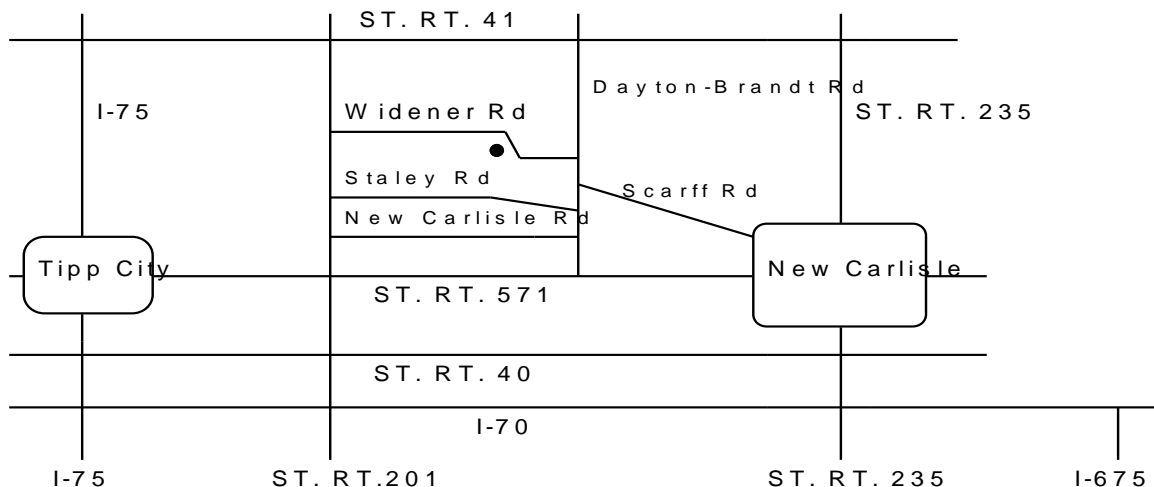 ST. RT. 41
Dayton-Brandt Rd
I-75
Widener Rd
ST. RT. 235
Staley Rd
Scarff Rd
New Carlisle Rd
Tipp City
New Carlisle
ST. RT. 571
ST. RT. 40
I-70
I-75
ST. RT.201
ST. RT. 235
I-675